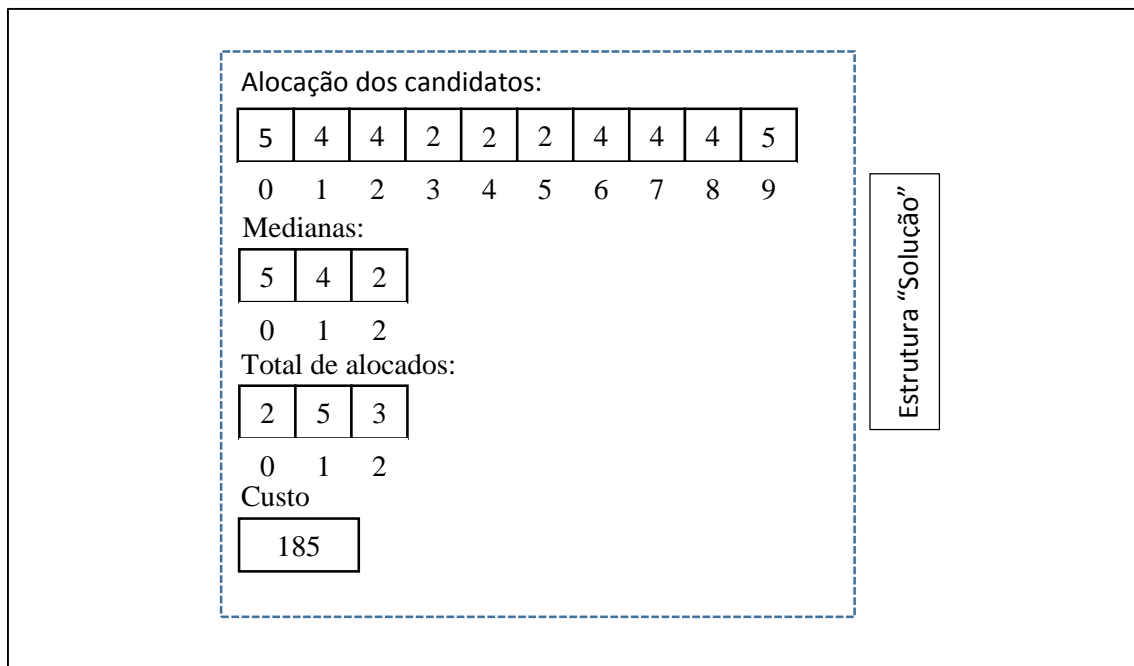 Alocação dos candidatos:
5 4 4 2 2 2 4 4 4 5
0 1 2 3 4 5 6 7 8 9
Medianas:
5 4 2
0 1 2
Total de alocados:
2 5 3
0 1 2
Custo
185
Estrutura “Solução”